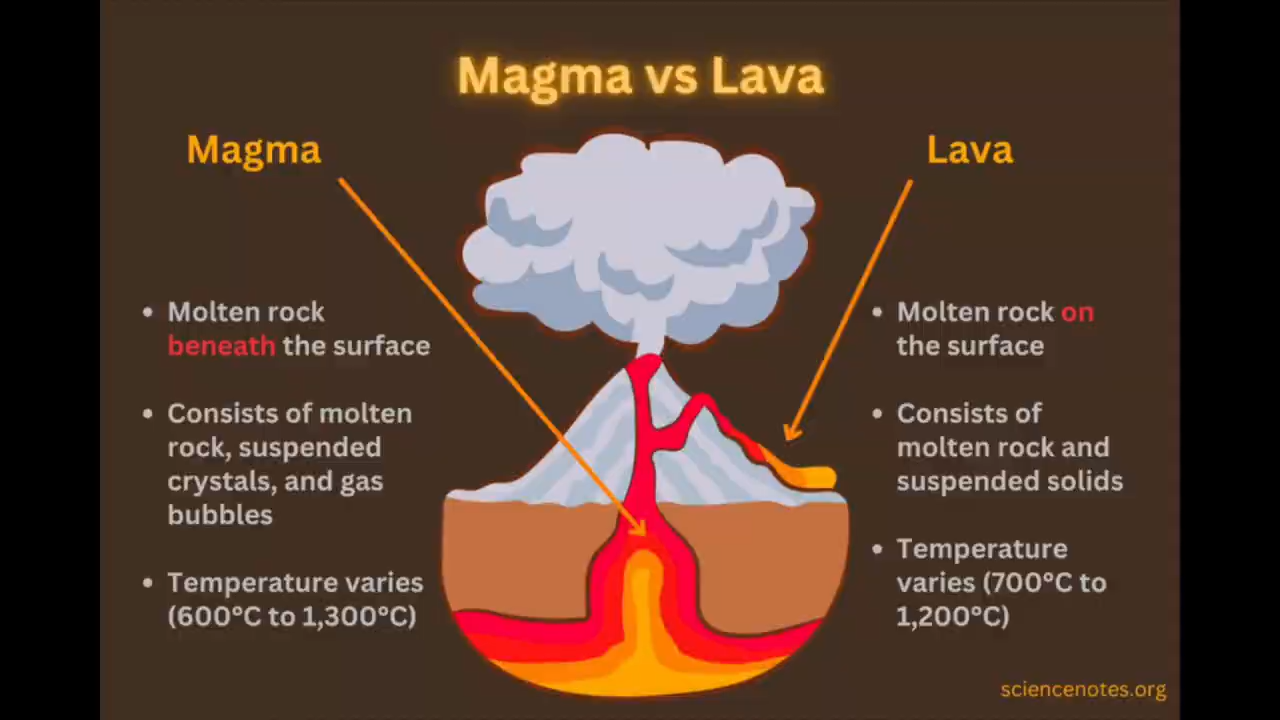 Magma vs Lava
Magma
• Molten rock
beneath the surface
• Consists of molten
rock, suspended
crystals, and gas
bubbles
• Temperature varies
(600°C to 1,300°C)
Lava
• Molten rock on
the surface
• Consists of
molten rock and
suspended solids
• Temperature
varies (700°C to
1,200°C)
sciencenotes.org